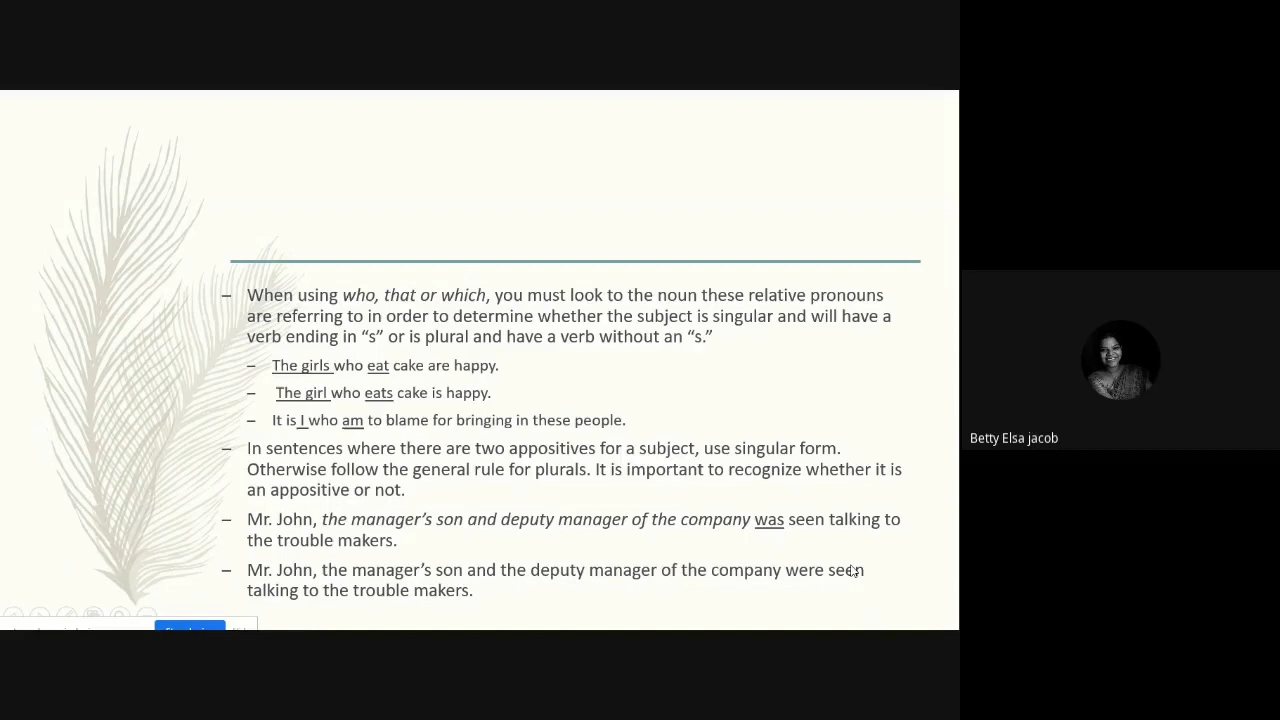 – When using who, that or which, you must look to the noun these relative pronouns
are referring to in order to determine whether the subject is singular and will have a
verb ending in “s” or is plural and have a verb without an “s.”
– The girls who eat cake are happy.
– The girl who eats cake is happy.
– It is I who am to blame for bringing in these people.
– In sentences where there are two appositives for a subject, use singular form.
Otherwise follow the general rule for plurals. It is important to recognize whether it is
an appositive or not.
– Mr. John, the manager’s son and deputy manager of the company was seen talking to
the trouble makers.
– Mr. John, the manager’s son and the deputy manager of the company were seen
talking to the trouble makers.
Betty Elsa jacob